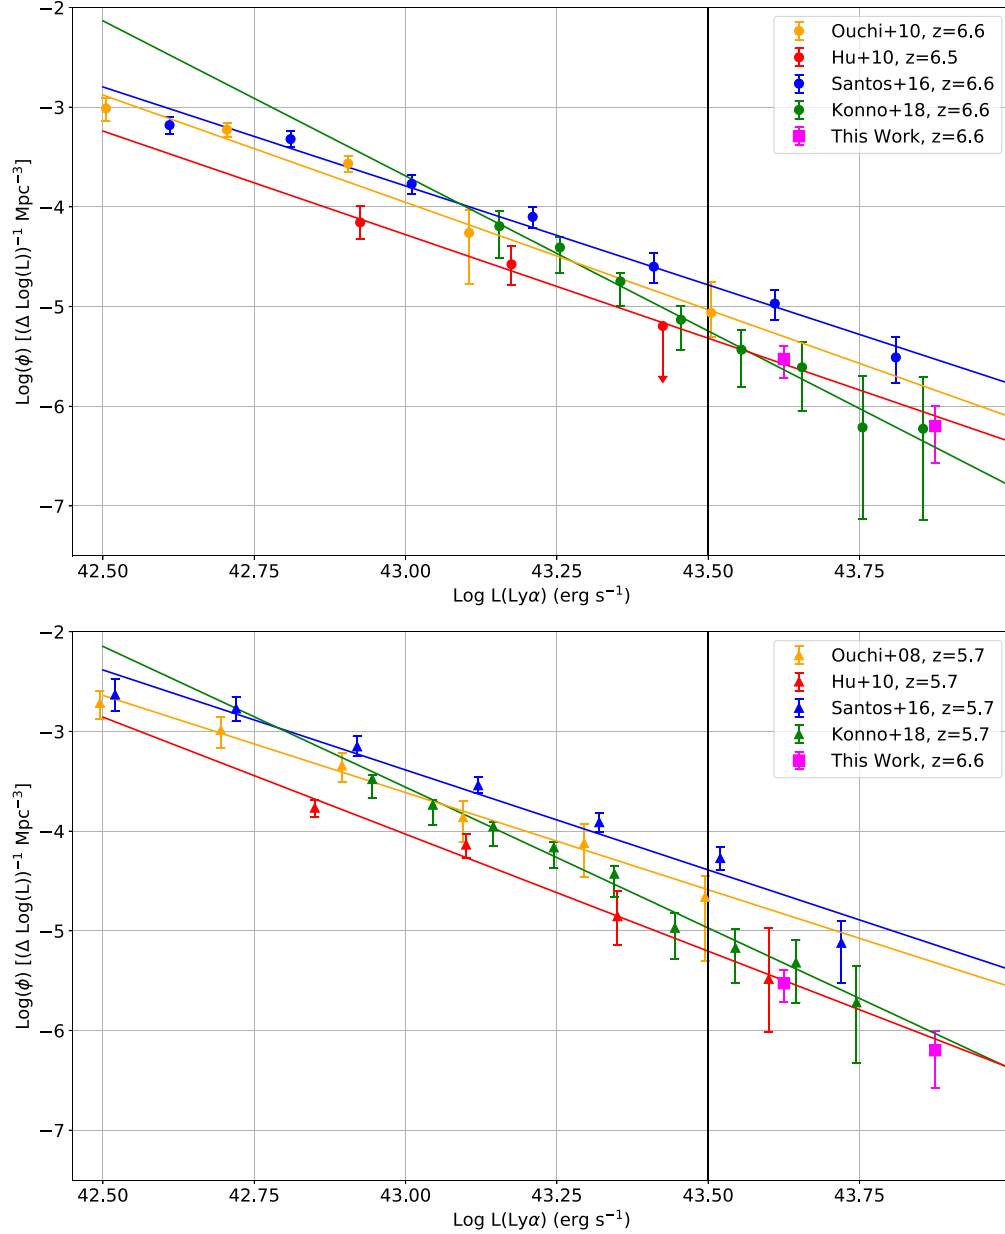 −2
−3
−4
−5
−6
−7
Log(ϕ) [(Δ Log(L))⁻¹ Mpc⁻³]
Ouchi+10, z=6.6
Hu+10, z=6.5
Santos+16, z=6.6
Konno+18, z=6.6
This Work, z=6.6
42.50 42.75 43.00 43.25 43.50 43.75
Log L(Lyα) (erg s⁻¹)
−2
−3
−4
−5
−6
−7
Log(ϕ) [(Δ Log(L))⁻¹ Mpc⁻³]
Ouchi+08, z=5.7
Hu+10, z=5.7
Santos+16, z=5.7
Konno+18, z=5.7
This Work, z=6.6
42.50 42.75 43.00 43.25 43.50 43.75
Log L(Lyα) (erg s⁻¹)